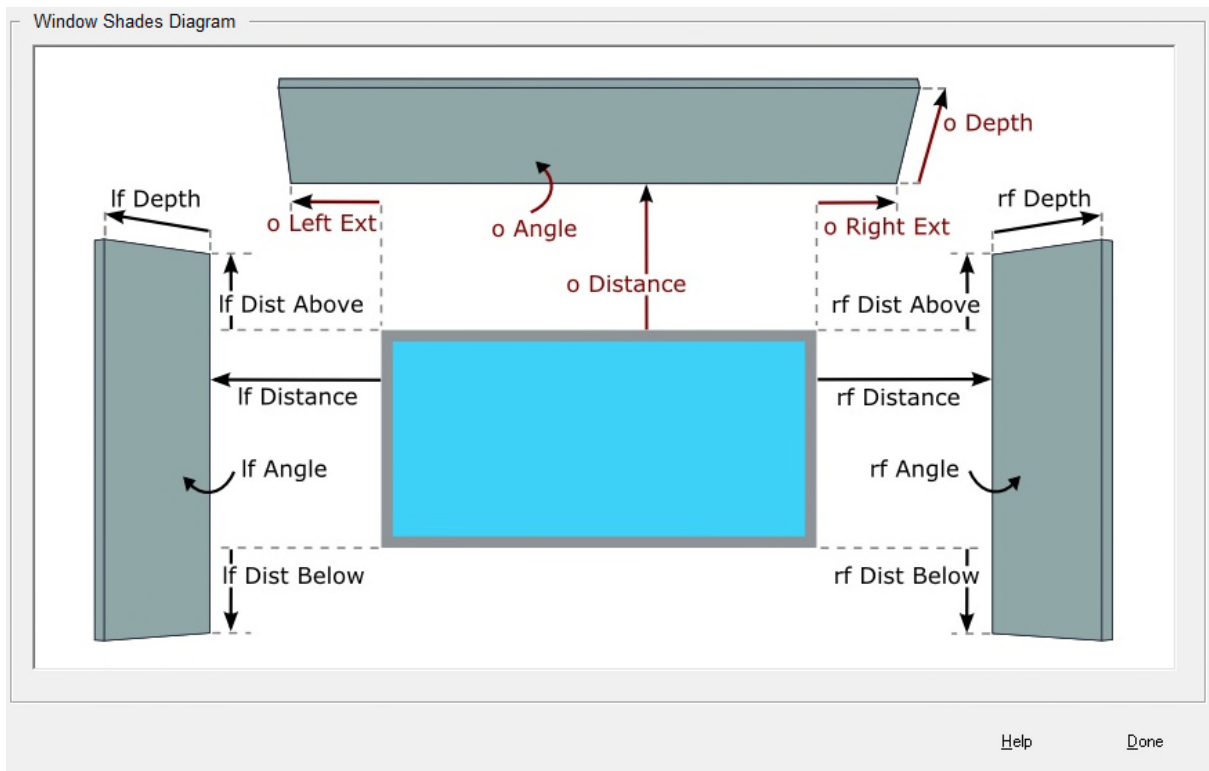 Window Shades Diagram
o Depth
lf Depth
rf Depth
o Left Ext
o Angle
o Right Ext
o Distance
lf Dist Above
rf Dist Above
lf Distance
rf Distance
lf Angle
rf Angle
lf Dist Below
rf Dist Below
Help
Done